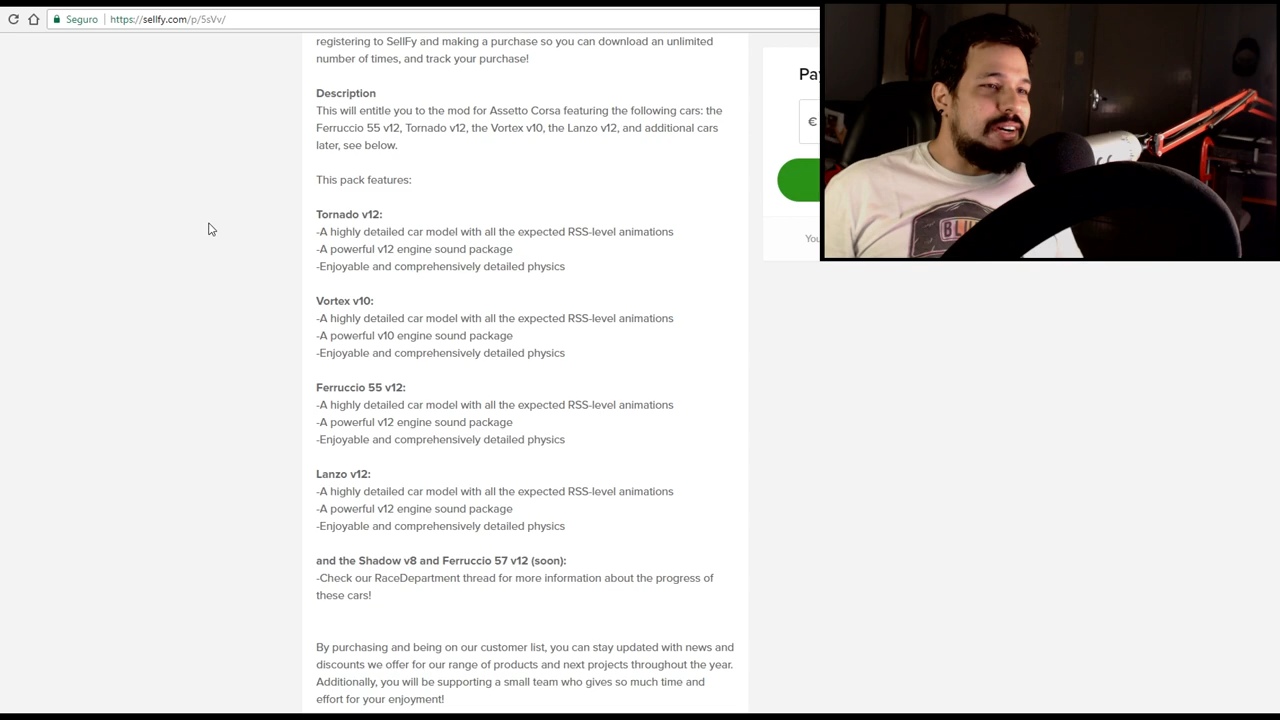 Seguro
https://sellfy.com/p/5sVv/
registering to SellFy and making a purchase so you can download an unlimited
number of times, and track your purchase!
Description
This will entitle you to the mod for Assetto Corsa featuring the following cars: the
Ferruccio 55 v12, Tornado v12, the Vortex v10, the Lanzo v12, and additional cars
later, see below.
This pack features:
Tornado v12:
-A highly detailed car model with all the expected RSS-level animations
-A powerful v12 engine sound package
-Enjoyable and comprehensively detailed physics
Vortex v10:
-A highly detailed car model with all the expected RSS-level animations
-A powerful v10 engine sound package
-Enjoyable and comprehensively detailed physics
Ferruccio 55 v12:
-A highly detailed car model with all the expected RSS-level animations
-A powerful v12 engine sound package
-Enjoyable and comprehensively detailed physics
Lanzo v12:
-A highly detailed car model with all the expected RSS-level animations
-A powerful v12 engine sound package
-Enjoyable and comprehensively detailed physics
and the Shadow v8 and Ferruccio 57 v12 (soon):
-Check our RaceDepartment thread for more information about the progress of
these cars!
By purchasing and being on our customer list, you can stay updated with news and
discounts we offer for our range of products and next projects throughout the year.
Additionally, you will be supporting a small team who gives so much time and
effort for your enjoyment!
Pa
€
You